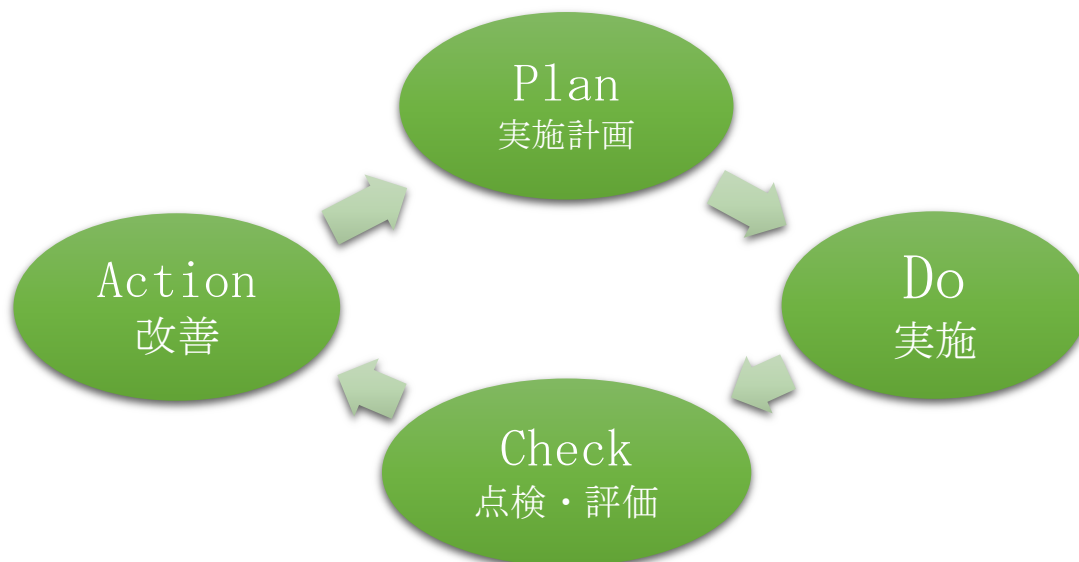 Plan
実施計画
Do
実施
Check
点検・評価
Action
改善